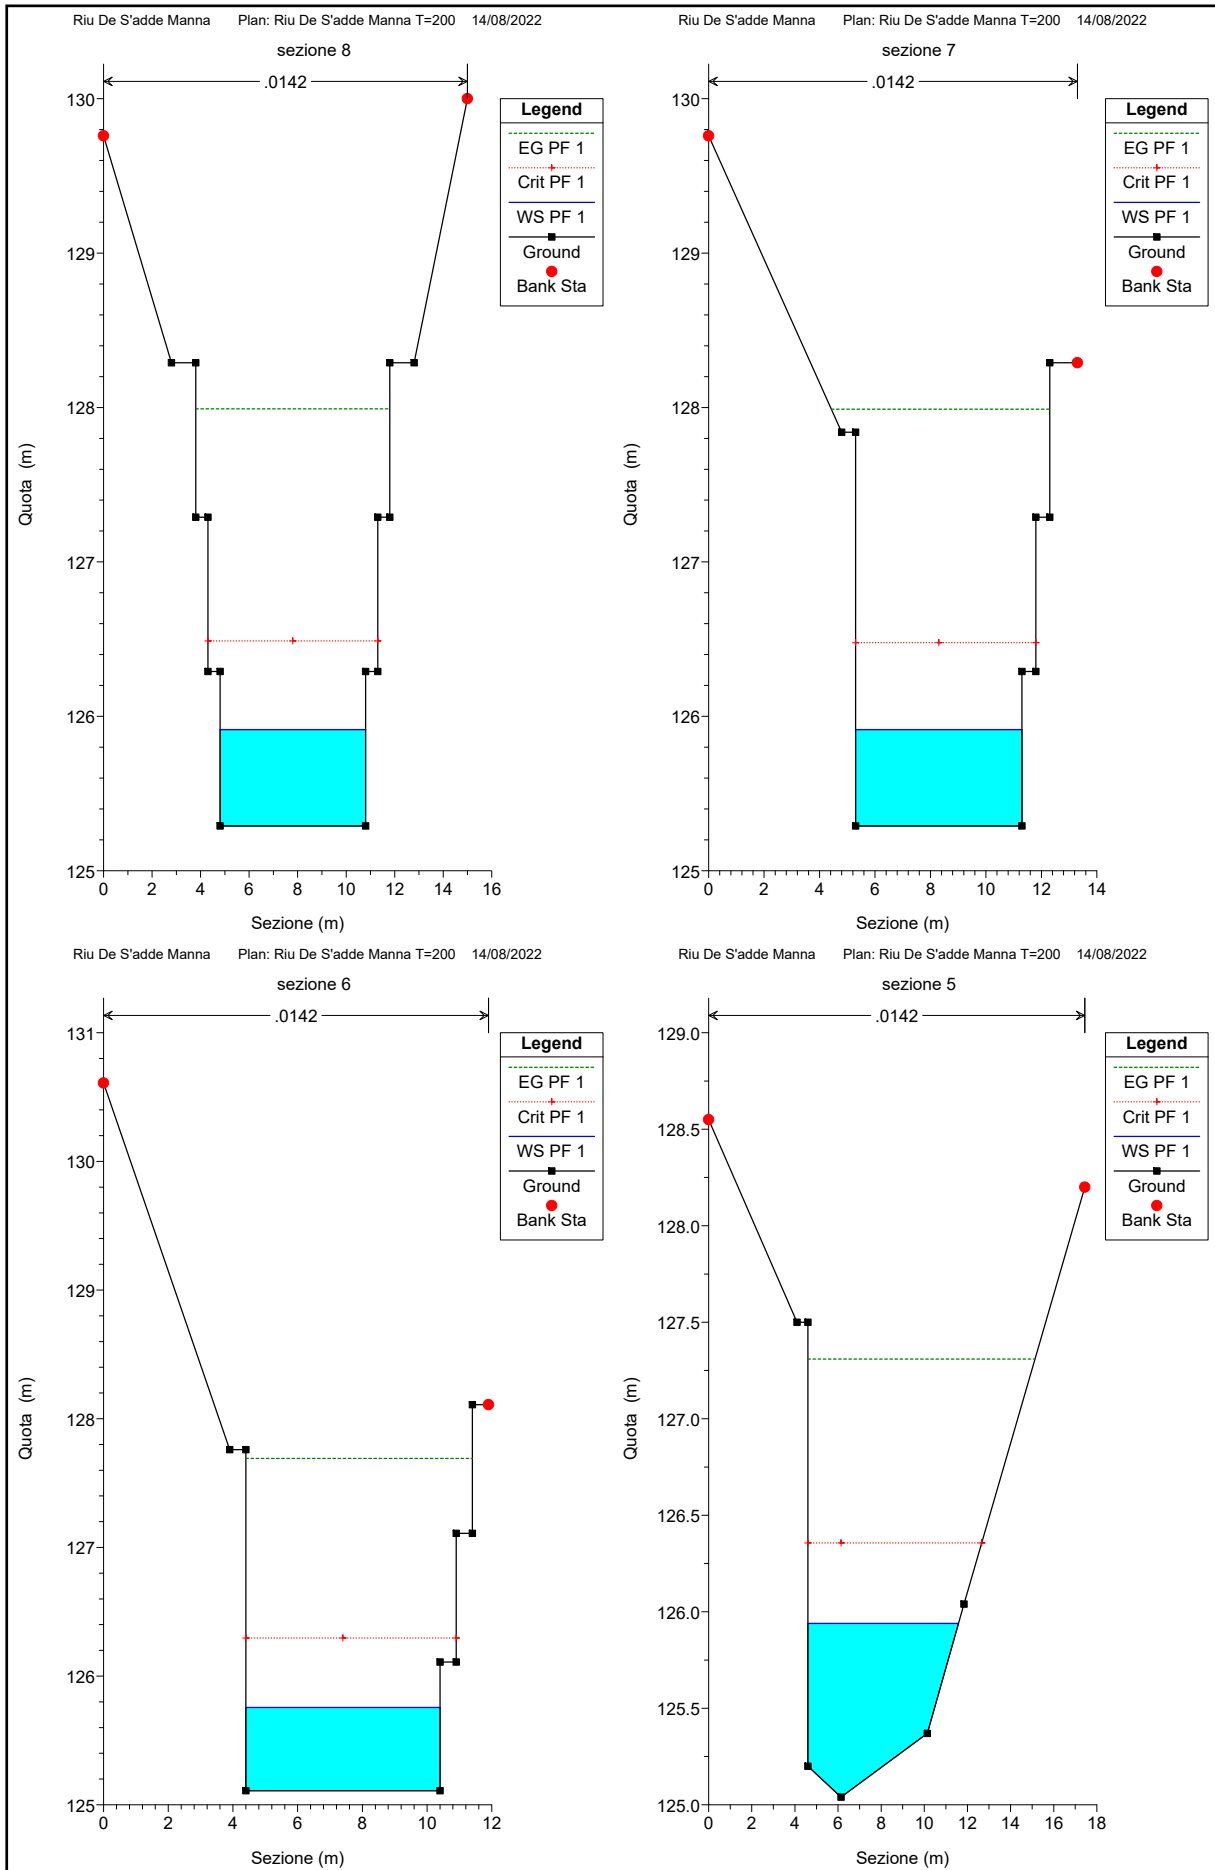 Riu De S'adde Manna Plan: Riu De S'adde Manna T=200 14/08/2022
sezione 8
.0142
Legend
EG PF 1
Crit PF 1
WS PF 1
Ground
Bank Sta
130
129
128
127
126
125
Quota (m)
0 2 4 6 8 10 12 14 16
Sezione (m)
Riu De S'adde Manna Plan: Riu De S'adde Manna T=200 14/08/2022
sezione 7
.0142
Legend
EG PF 1
Crit PF 1
WS PF 1
Ground
Bank Sta
130
129
128
127
126
125
Quota (m)
0 2 4 6 8 10 12 14
Sezione (m)
Riu De S'adde Manna Plan: Riu De S'adde Manna T=200 14/08/2022
sezione 6
.0142
Legend
EG PF 1
Crit PF 1
WS PF 1
Ground
Bank Sta
131
130
129
128
127
126
125
Quota (m)
0 2 4 6 8 10 12
Sezione (m)
Riu De S'adde Manna Plan: Riu De S'adde Manna T=200 14/08/2022
sezione 5
.0142
Legend
EG PF 1
Crit PF 1
WS PF 1
Ground
Bank Sta
129.0
128.5
128.0
127.5
127.0
126.5
126.0
125.5
125.0
Quota (m)
0 2 4 6 8 10 12 14 16 18
Sezione (m)